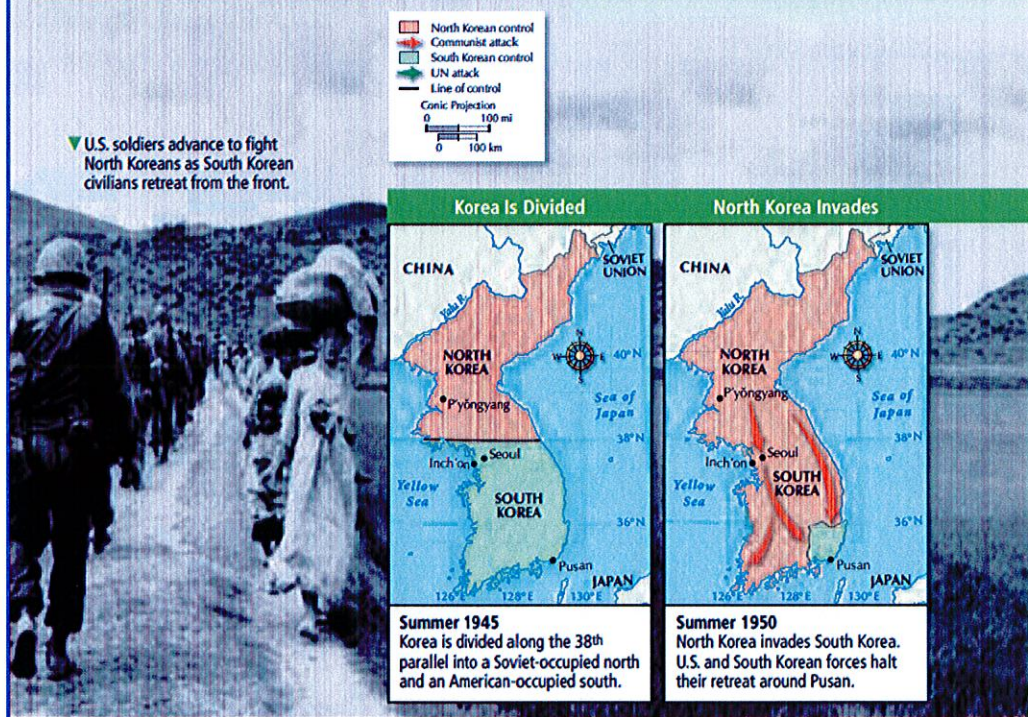 North Korean control
Communist attack
South Korean control
UN attack
Line of control
Conic Projection
0 100 mi
0 100 km
▼ U.S. soldiers advance to fight
North Koreans as South Korean
civilians retreat from the front.
Korea Is Divided
CHINA
SOVIET
UNION
Yalu R.
NORTH
KOREA
N
W E
S
40°N
P'yŏngyang
Sea of
Japan
38°N
Seoul
Inch'on
Yellow
Sea
SOUTH
KOREA
36°N
Pusan
JAPAN
126°E 128°E 130°E
Summer 1945
Korea is divided along the 38th
parallel into a Soviet-occupied north
and an American-occupied south.
North Korea Invades
CHINA
SOVIET
UNION
Yalu R.
NORTH
KOREA
N
W E
S
40°N
P'yŏngyang
Sea of
Japan
38°N
Seoul
Inch'on
Yellow
Sea
SOUTH
KOREA
36°N
Pusan
JAPAN
126°E 128°E 130°E
Summer 1950
North Korea invades South Korea.
U.S. and South Korean forces halt
their retreat around Pusan.